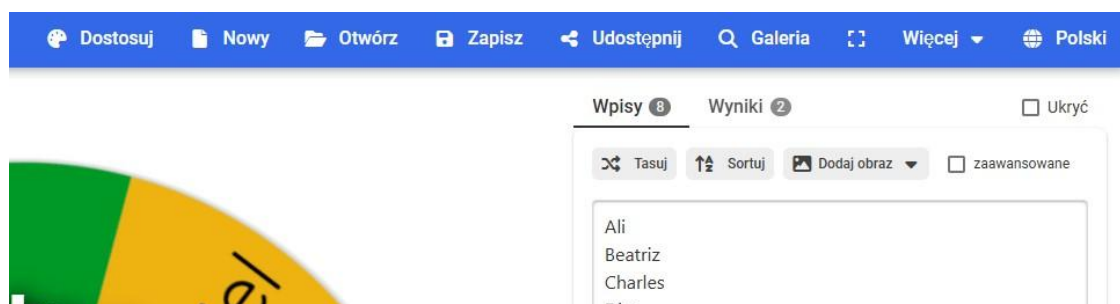 Dostosuj Nowy Otwórz Zapisz Udostępnij Galeria Więcej Polski
Wpisy 8 Wyniki 2 Ukryć
Tasuj Sortuj Dodaj obraz zaawansowane
Ali
Beatriz
Charles